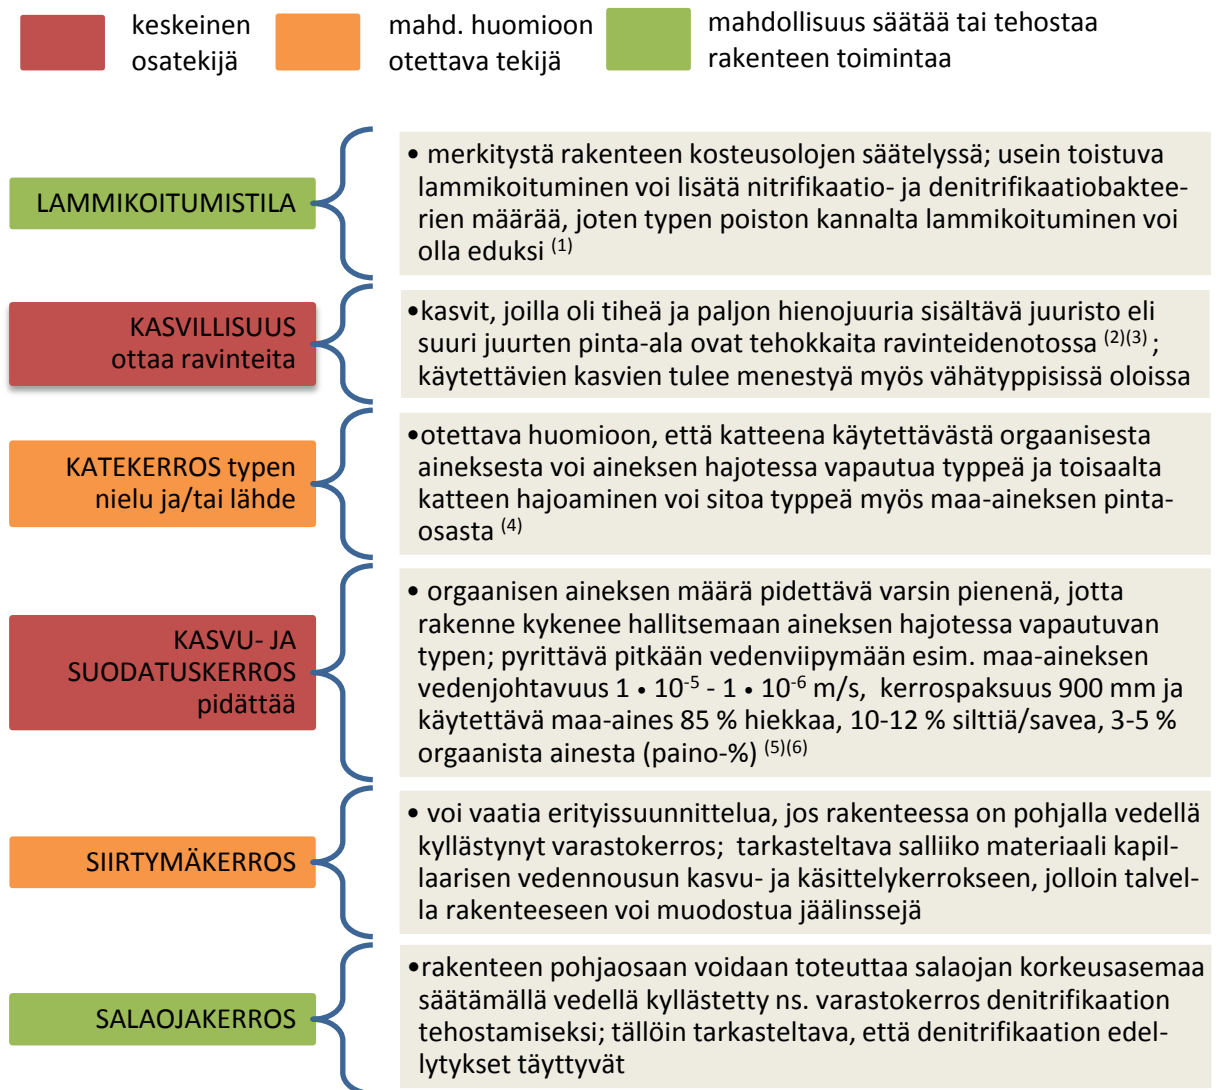 keskeinen
osatekijä
mahd. huomioon
otettava tekijä
mahdollisuus säätää tai tehostaa
rakenteen toimintaa
LAMMIKOITUMISTILA
• merkitystä rakenteen kosteusolojen säätelyssä; usein toistuva
lammikoituminen voi lisätä nitrifikaatio- ja denitrifikaatiobaktee-
rien määrää, joten typen poiston kannalta lammikoituminen voi
olla eduksi (1)
KASVILLISUUS
ottaa ravinteita
•kasvit, joilla oli tiheä ja paljon hienojuuria sisältävä juuristo eli
suuri juurten pinta-ala ovat tehokkaita ravinteidenotossa (2)(3) ;
käytettävien kasvien tulee menestyä myös vähätyppisissä oloissa
KATEKERROS typen
nielu ja/tai lähde
•otettava huomioon, että katteena käytettävästä orgaanisesta
aineksesta voi aineksen hajotessa vapautua typpeä ja toisaalta
katteen hajoaminen voi sitoa typpeä myös maa-aineksen pinta-
osasta (4)
KASVU- JA
SUODATUSKERROS
pidättää
• orgaanisen aineksen määrä pidettävä varsin pienenä, jotta
rakenne kykenee hallitsemaan aineksen hajotessa vapautuvan
typen; pyrittävä pitkään vedenviipymään esim. maa-aineksen
vedenjohtavuus 1 • 10⁻⁵ - 1 • 10⁻⁶ m/s, kerrospaksuus 900 mm ja
käytettävä maa-aines 85 % hiekkaa, 10-12 % silttiä/savea, 3-5 %
orgaanista ainesta (paino-%) (5)(6)
SIIRTYMÄKERROS
• voi vaatia erityissuunnittelua, jos rakenteessa on pohjalla vedellä
kyllästynyt varastokerros; tarkasteltava salliiko materiaali kapil-
laarisen vedennousun kasvu- ja käsittelykerrokseen, jolloin talvel-
la rakenteeseen voi muodostua jäälinssejä
SALAOJAKERROS
•rakenteen pohjaosaan voidaan toteuttaa salaojan korkeusasemaa
säätämällä vedellä kyllästetty ns. varastokerros denitrifikaation
tehostamiseksi; tällöin tarkasteltava, että denitrifikaation edel-
lytykset täyttyvät